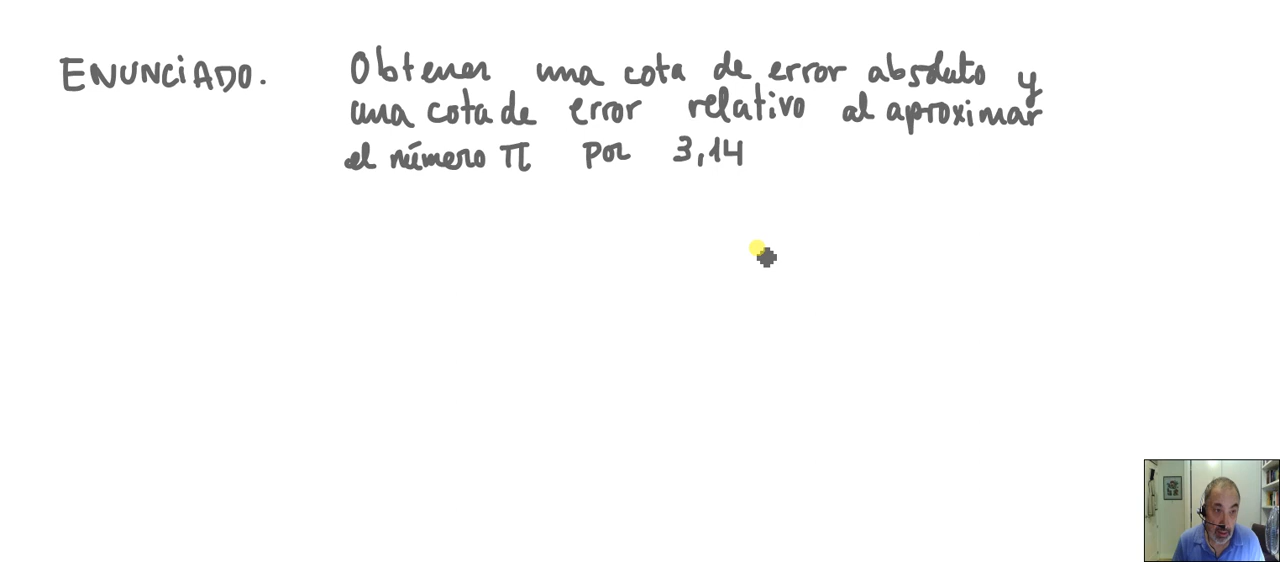 ENUNCIADO. Obtener una cota de error absoluto y
una cota de error relativo al aproximar
el número π por 3,14